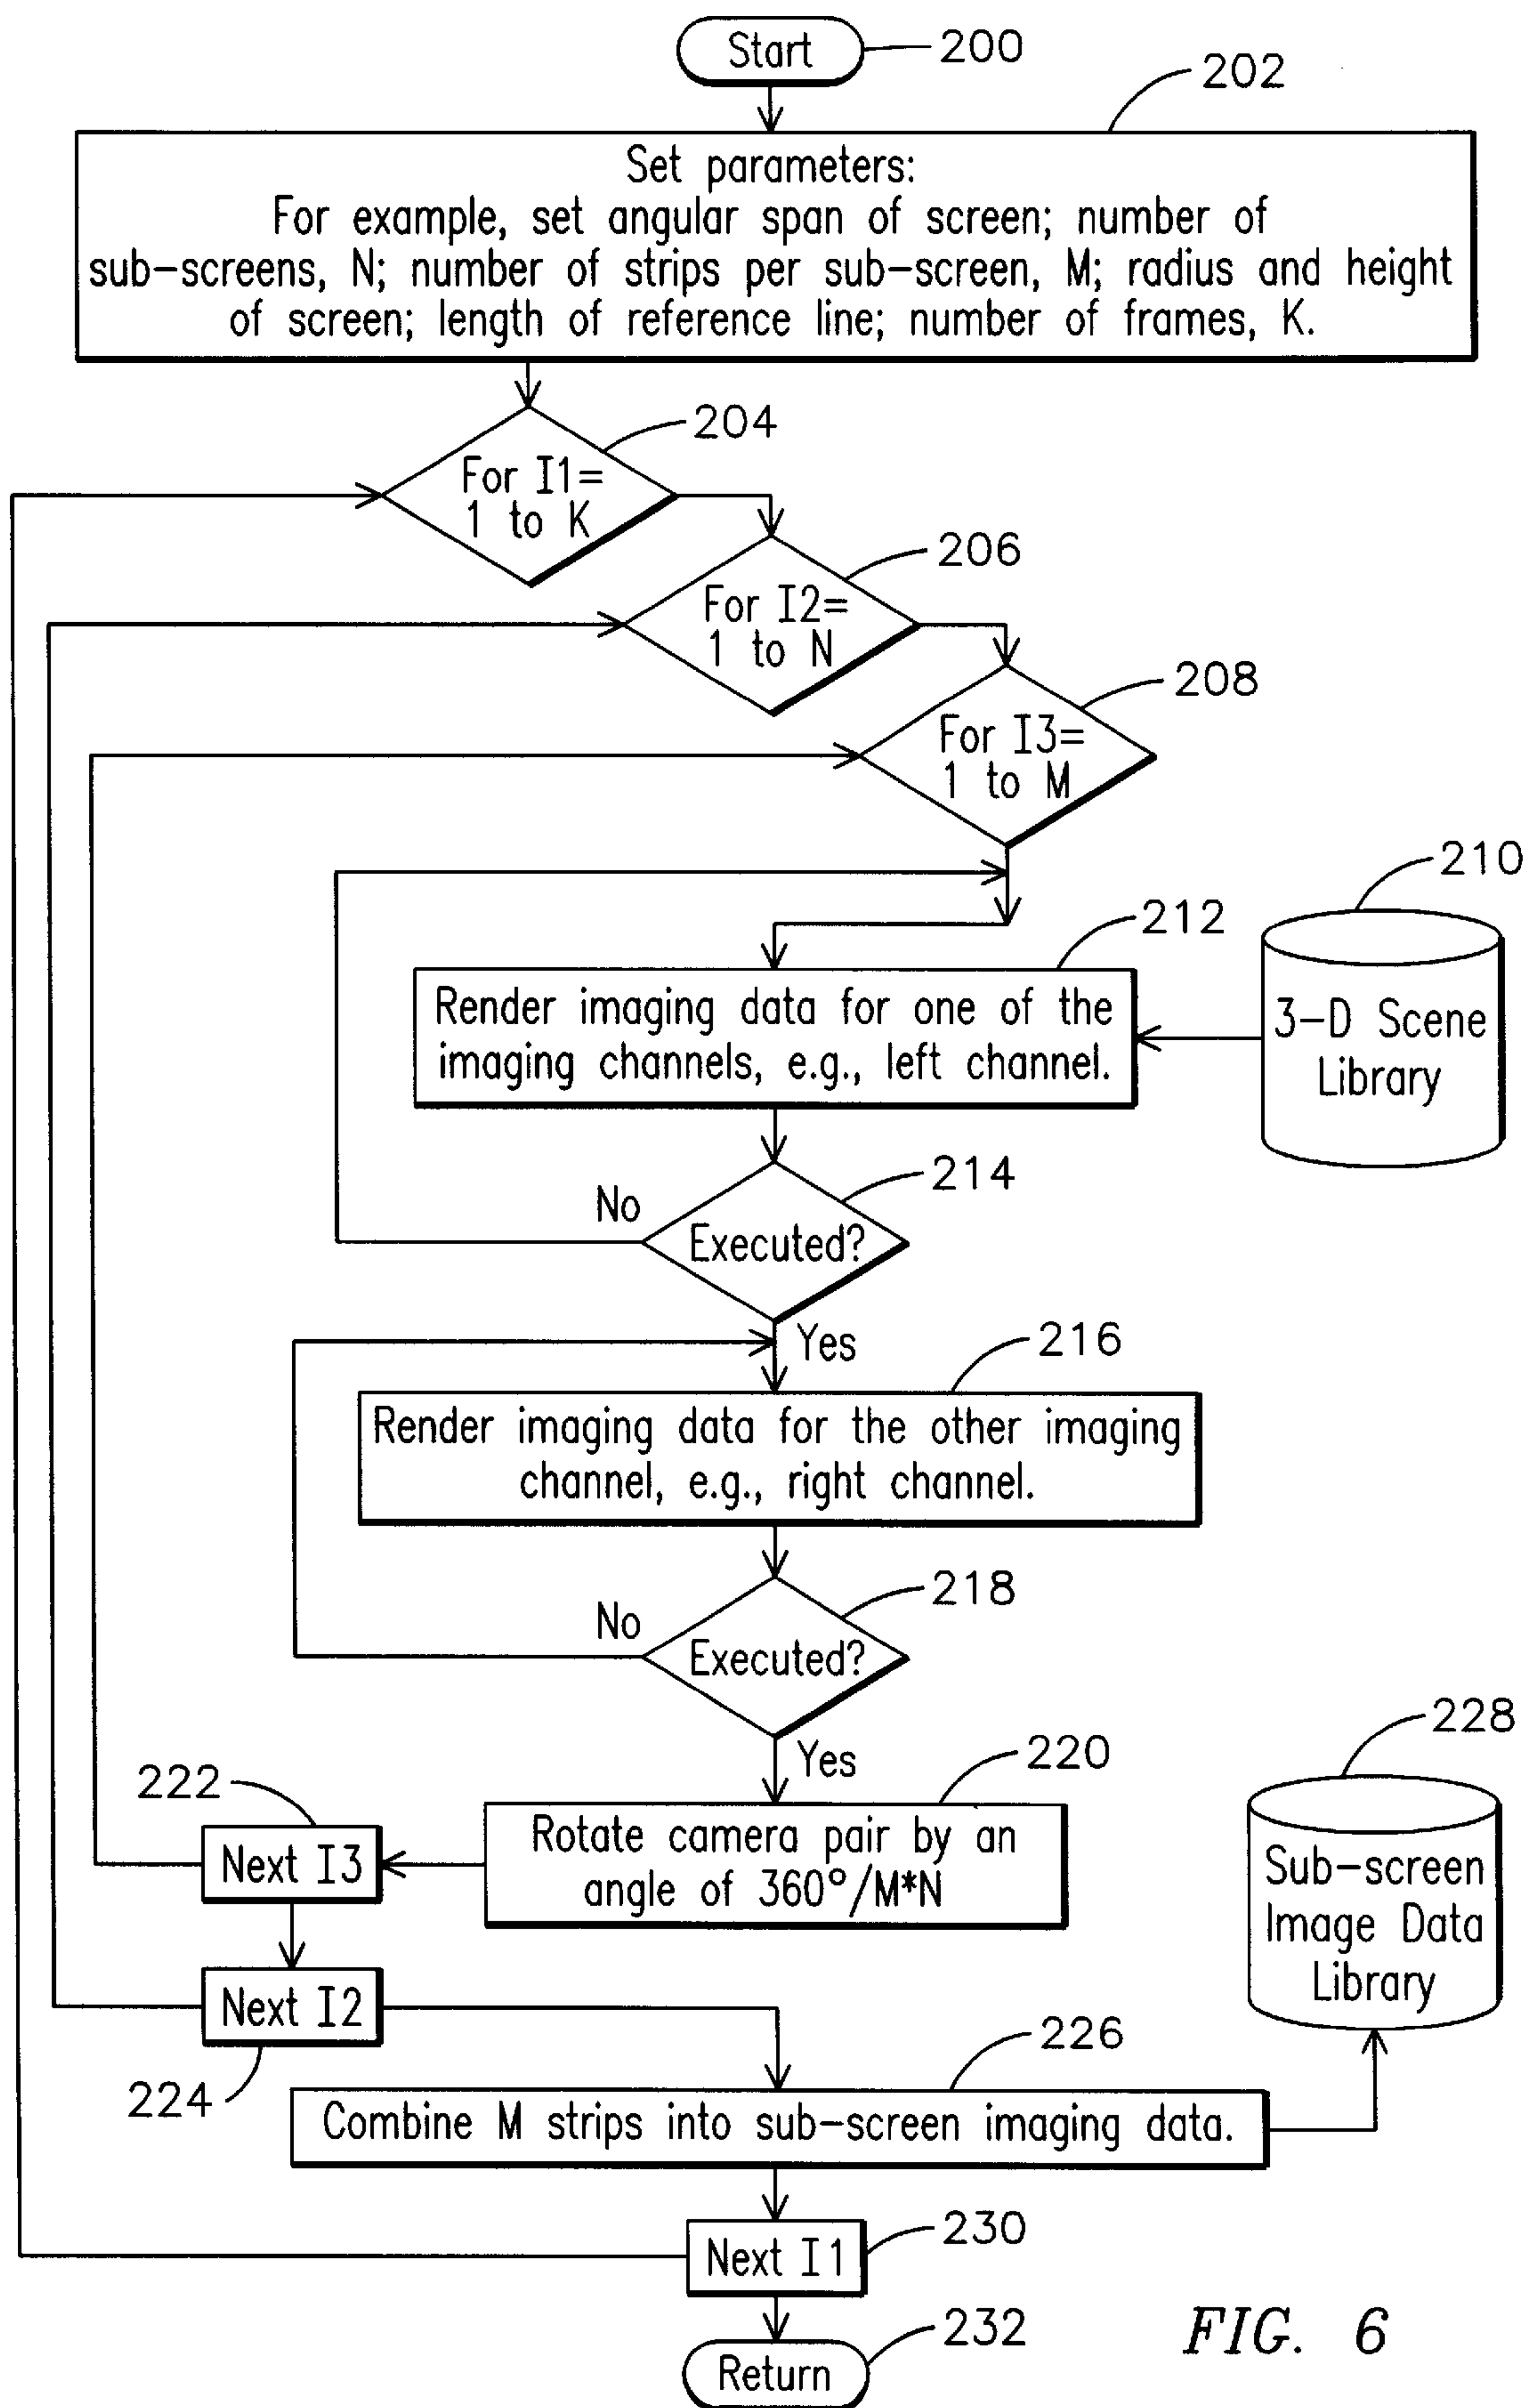 Start
200
202
Set parameters:
For example, set angular span of screen; number of
sub-screens, N; number of strips per sub-screen, M; radius and height
of screen; length of reference line; number of frames, K.
204
For I1=
1 to K
206
For I2=
1 to N
208
For I3=
1 to M
210
3-D Scene
Library
212
Render imaging data for one of the
imaging channels, e.g., left channel.
214
No
Executed?
Yes
216
Render imaging data for the other imaging
channel, e.g., right channel.
218
No
Executed?
Yes
220
Rotate camera pair by an
angle of 360°/M*N
222
Next I3
228
Sub-screen
Image Data
Library
Next I2
224
226
Combine M strips into sub-screen imaging data.
230
Next I1
232
Return
FIG. 6